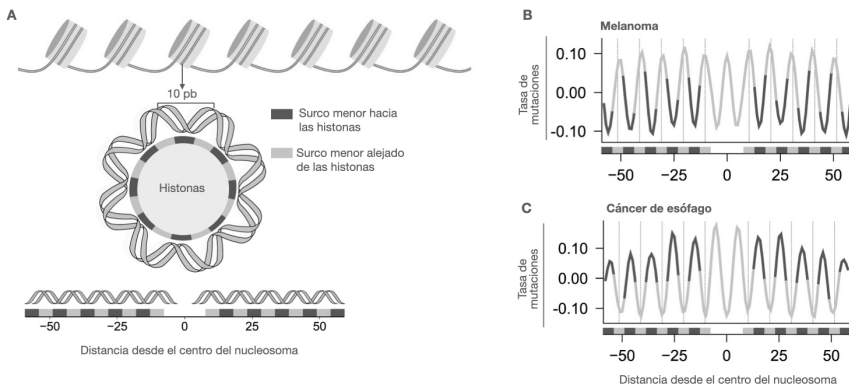 A
10 pb
Surco menor hacia
las histonas
Surco menor alejado
de las histonas
Histonas
−50
−25
0
25
50
Distancia desde el centro del nucleosoma
B
Melanoma
Tasa de
mutaciones
0.10
0.00
-0.10
−50
−25
0
25
50
C
Cáncer de esófago
Tasa de
mutaciones
0.10
0.00
-0.10
−50
−25
0
25
50
Distancia desde el centro del nucleosoma